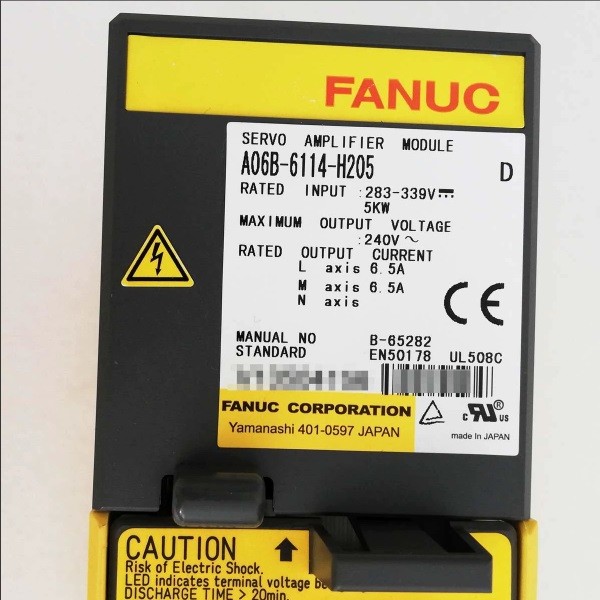 FANUC
SERVO AMPLIFIER MODULE
A06B-6114-H205 D
RATED INPUT :283-339V⎓
5KW
MAXIMUM OUTPUT VOLTAGE
:240V～
RATED OUTPUT CURRENT
L axis 6.5A
M axis 6.5A
N axis
CE
MANUAL NO B-65282
STANDARD EN50178 UL508C
FANUC CORPORATION
Yamanashi 401-0597 JAPAN
c RU ® US
made in JAPAN
CAUTION
Risk of Electric Shock.
LED indicates terminal voltage
DISCHARGE TIME > 20min.